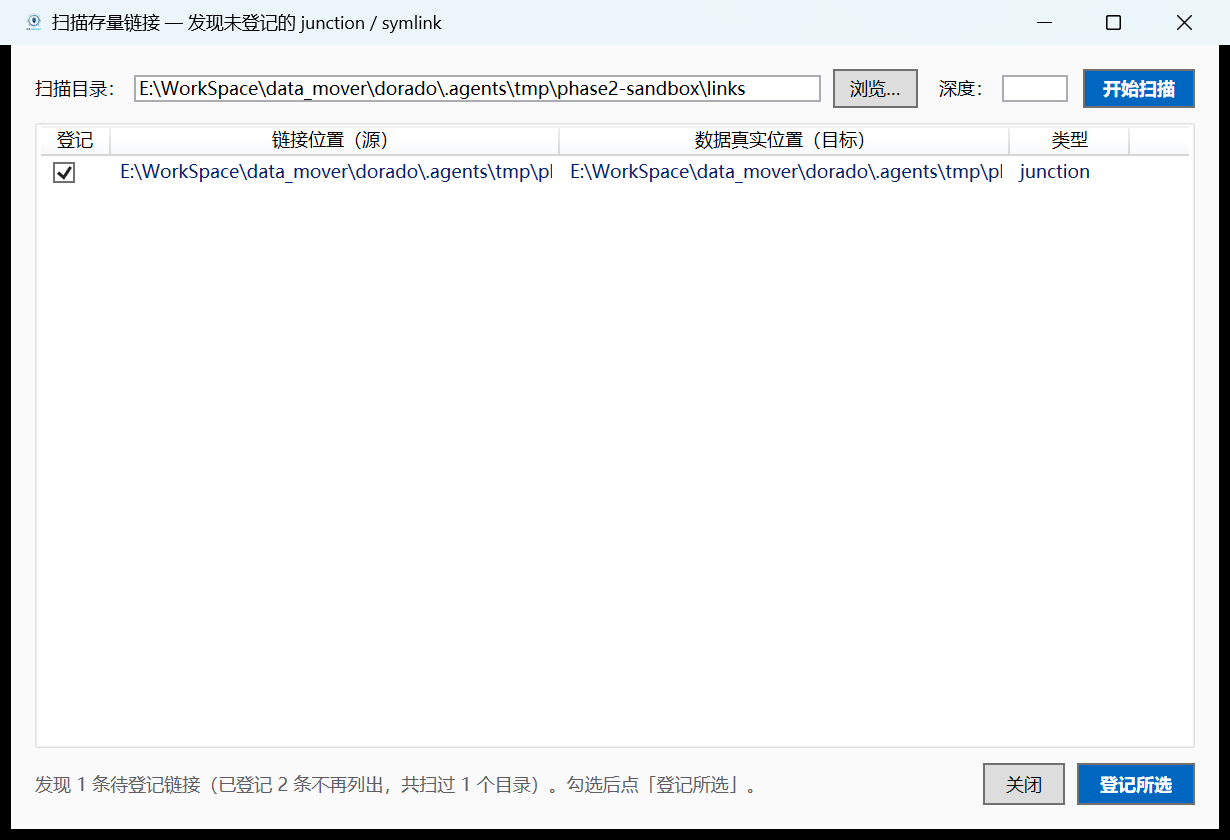 扫描存量链接 — 发现未登记的 junction / symlink
扫描目录： E:\WorkSpace\data_mover\dorado\.agents\tmp\phase2-sandbox\links 浏览... 深度： 开始扫描
登记 链接位置（源） 数据真实位置（目标） 类型
E:\WorkSpace\data_mover\dorado\.agents\tmp\pl E:\WorkSpace\data_mover\dorado\.agents\tmp\pl junction
发现 1 条待登记链接（已登记 2 条不再列出，共扫过 1 个目录）。勾选后点「登记所选」。 关闭 登记所选